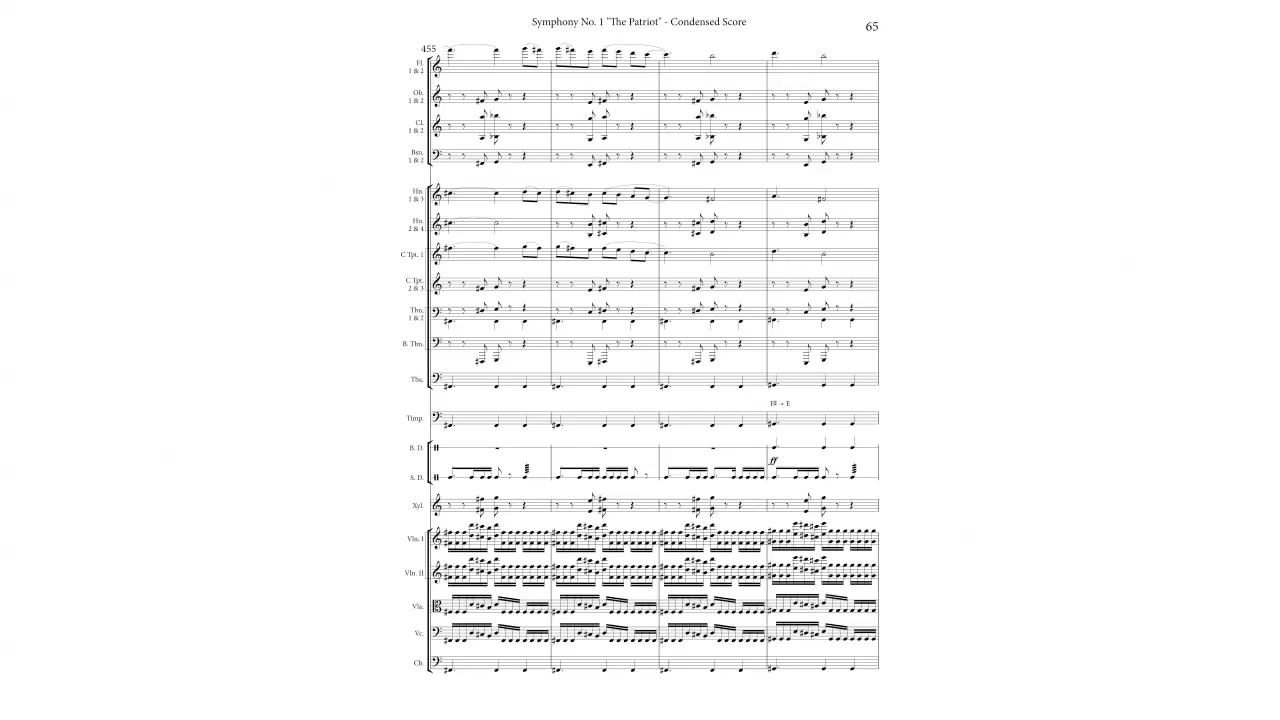 Symphony No. 1 "The Patriot" - Condensed Score
65
455
Fl.
1 & 2
Ob.
1 & 2
Cl.
1 & 2
Bsn.
1 & 2
Hn.
1 & 3
Hn.
2 & 4
C Tpt. 1
C Tpt.
2 & 3
Tbn.
1 & 2
B. Tbn.
Tba.
F# → E
Timp.
B. D.
ff
S. D.
Xyl.
Vln. I
Vln. II
Vla.
Vc.
Cb.